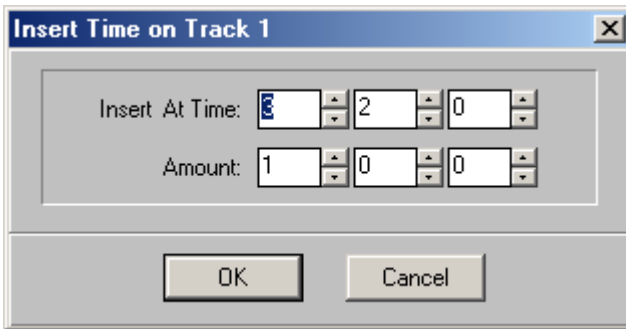 Insert Time on Track 1
Insert At Time: 3 2 0
Amount: 1 0 0
OK Cancel